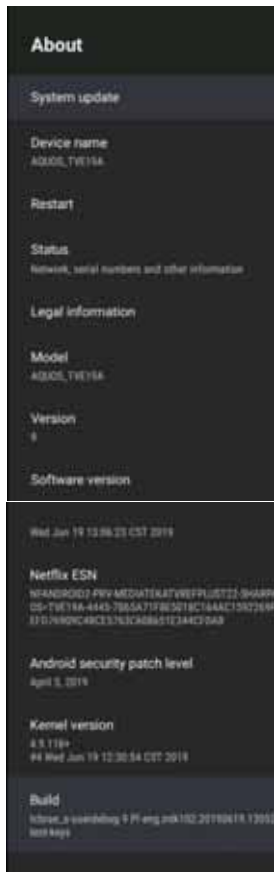 About
System update
Device name
AQUOS_TVE19A
Restart
Status
Network, serial numbers and other information
Legal information
Model
AQUOS_TVE19A
Version
9
Software version
Wed Jun 19 13:06:23 CST 2019
Netflix ESN
Android security patch level
April 5, 2019
Kernel version
4.9.118+
#4 Wed Jun 19 12:30:54 CST 2019
Build
test-keys